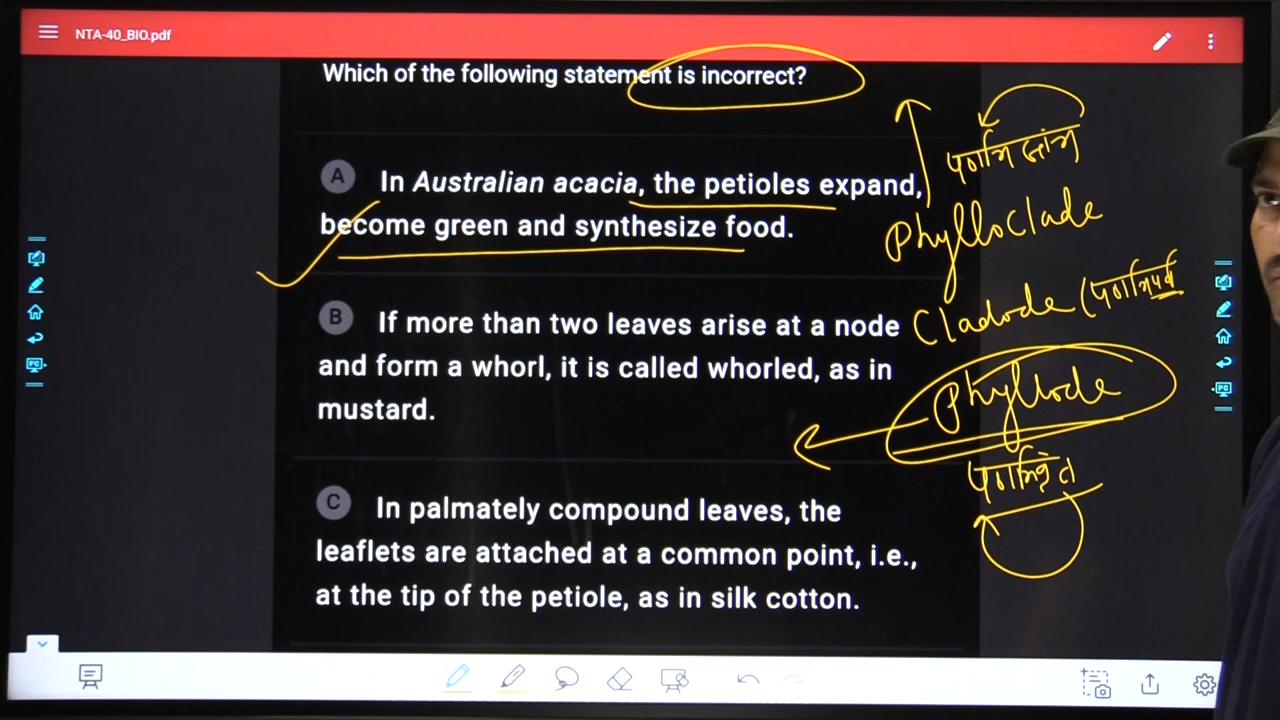 NTA-40_BIO.pdf
Which of the following statement is incorrect?
A In Australian acacia, the petioles expand,
become green and synthesize food.
B If more than two leaves arise at a node
and form a whorl, it is called whorled, as in
mustard.
C In palmately compound leaves, the
leaflets are attached at a common point, i.e.,
at the tip of the petiole, as in silk cotton.
Phylloclade
Cladode (
Phyllode